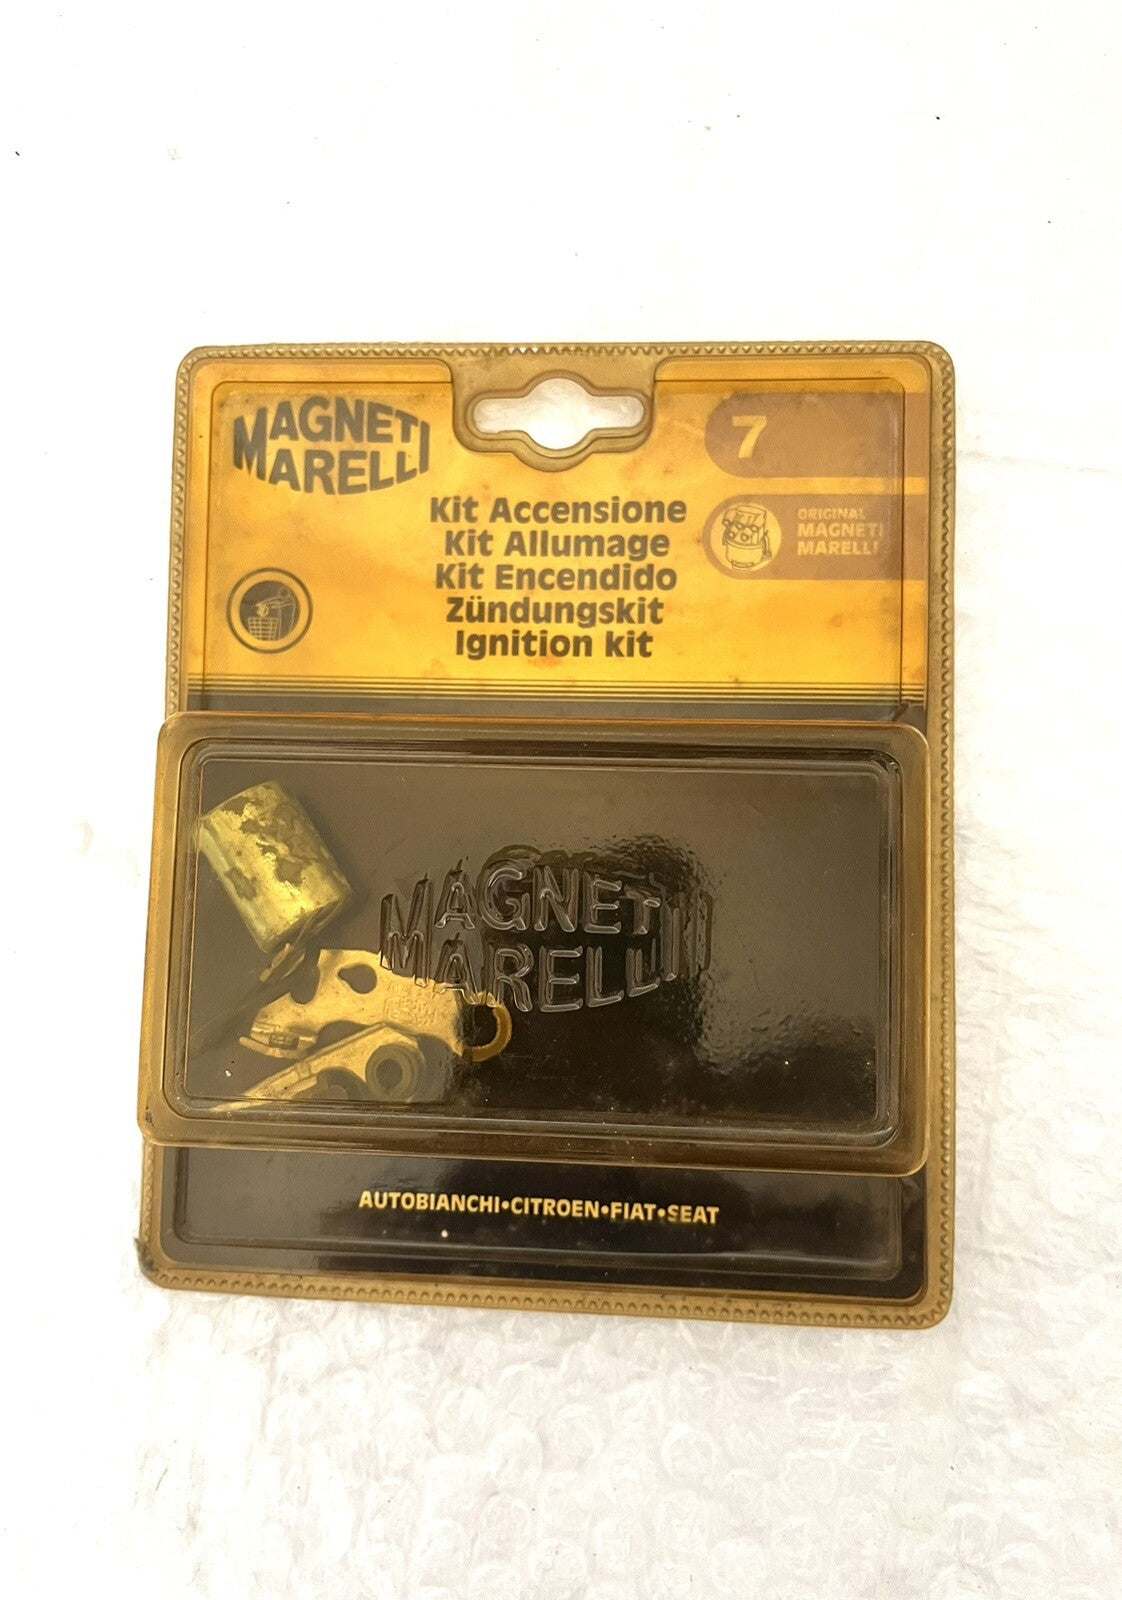 MAGNETI
MARELLI
7
ORIGINAL
MAGNETI
MARELLI
Kit Accensione
Kit Allumage
Kit Encendido
Zündungskit
Ignition kit
MAGNETI
MARELLI
AUTOBIANCHI•CITROEN•FIAT•SEAT